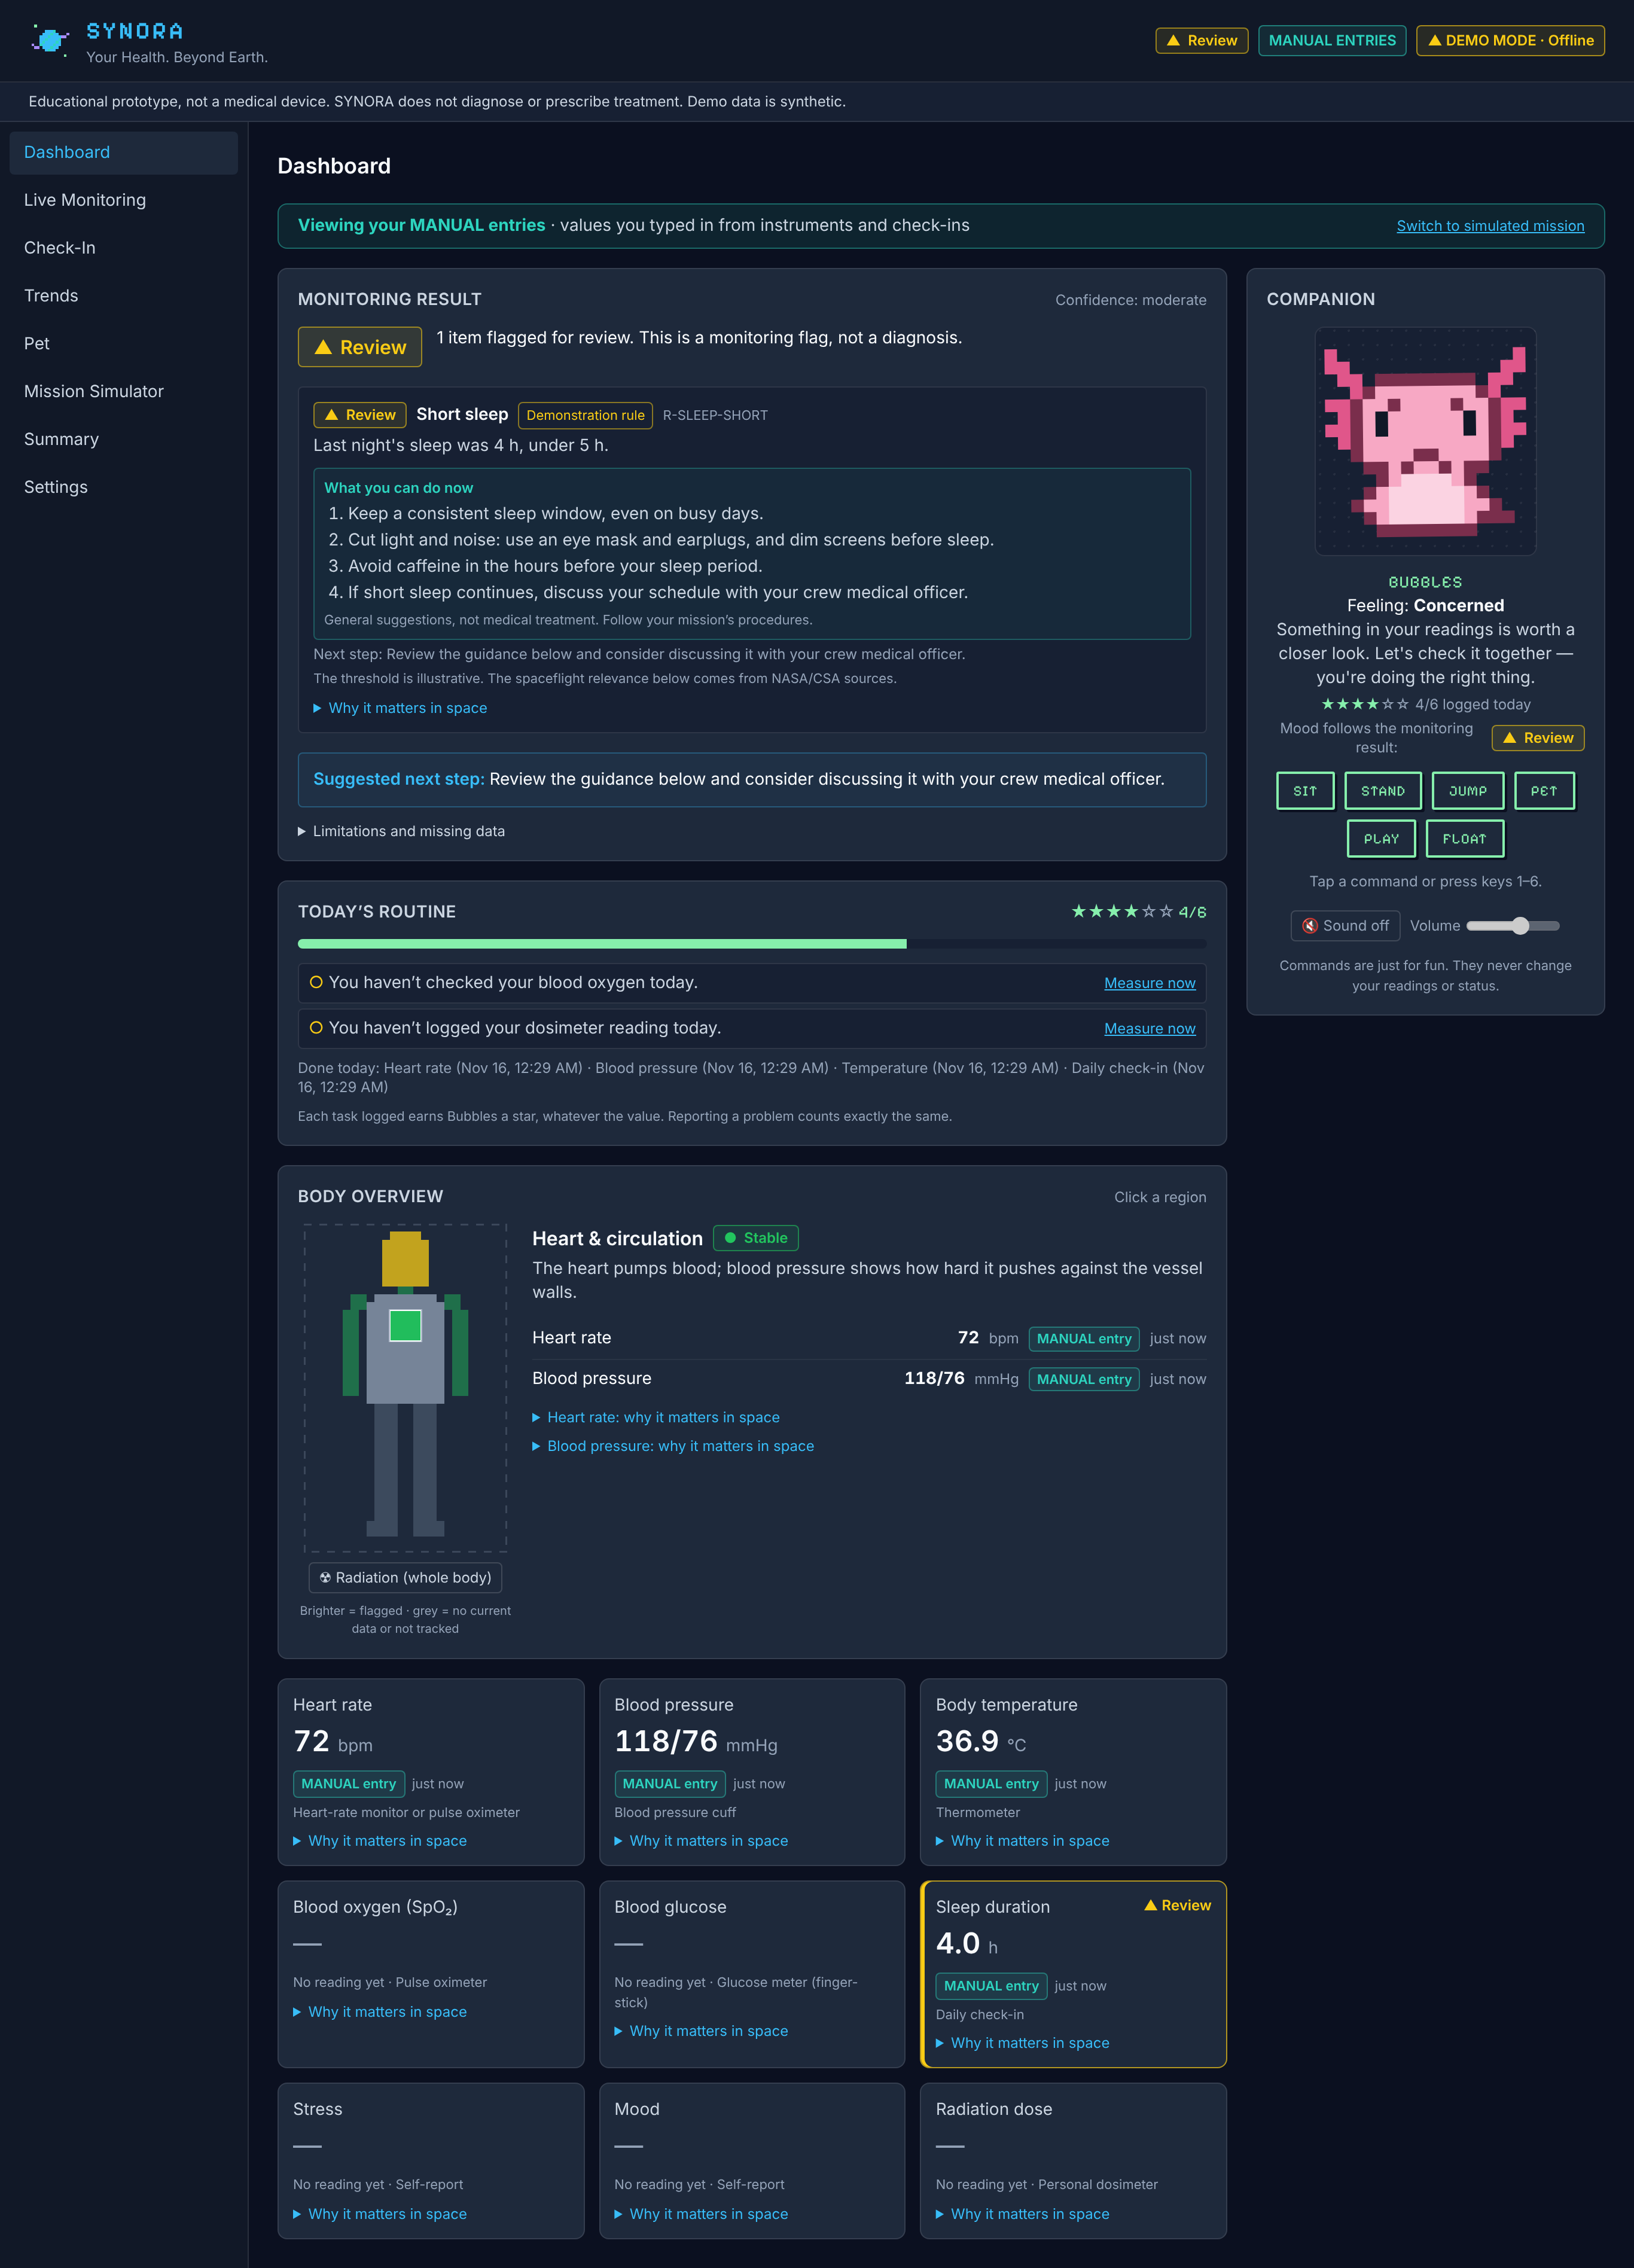 SYNORA
Your Health. Beyond Earth.
▲ Review
MANUAL ENTRIES
▲ DEMO MODE · Offline
Educational prototype, not a medical device. SYNORA does not diagnose or prescribe treatment. Demo data is synthetic.
Dashboard
Live Monitoring
Check-In
Trends
Pet
Mission Simulator
Summary
Settings
Dashboard
Viewing your MANUAL entries · values you typed in from instruments and check-ins
Switch to simulated mission
MONITORING RESULT
Confidence: moderate
▲ Review
1 item flagged for review. This is a monitoring flag, not a diagnosis.
▲ Review Short sleep Demonstration rule R-SLEEP-SHORT
Last night's sleep was 4 h, under 5 h.
What you can do now
1. Keep a consistent sleep window, even on busy days.
2. Cut light and noise: use an eye mask and earplugs, and dim screens before sleep.
3. Avoid caffeine in the hours before your sleep period.
4. If short sleep continues, discuss your schedule with your crew medical officer.
General suggestions, not medical treatment. Follow your mission's procedures.
Next step: Review the guidance below and consider discussing it with your crew medical officer.
The threshold is illustrative. The spaceflight relevance below comes from NASA/CSA sources.
▶ Why it matters in space
Suggested next step: Review the guidance below and consider discussing it with your crew medical officer.
▶ Limitations and missing data
COMPANION
BUBBLES
Feeling: Concerned
Something in your readings is worth a
closer look. Let's check it together —
you're doing the right thing.
★★★★☆☆ 4/6 logged today
Mood follows the monitoring
result:
▲ Review
SIT
STAND
JUMP
PET
PLAY
FLOAT
Tap a command or press keys 1–6.
🔇 Sound off
Volume
Commands are just for fun. They never change
your readings or status.
TODAY'S ROUTINE
★★★★☆☆ 4/6
You haven't checked your blood oxygen today.
Measure now
You haven't logged your dosimeter reading today.
Measure now
Done today: Heart rate (Nov 16, 12:29 AM) · Blood pressure (Nov 16, 12:29 AM) · Temperature (Nov 16, 12:29 AM) · Daily check-in (Nov
16, 12:29 AM)
Each task logged earns Bubbles a star, whatever the value. Reporting a problem counts exactly the same.
BODY OVERVIEW
Click a region
☢ Radiation (whole body)
Brighter = flagged · grey = no current
data or not tracked
Heart & circulation ● Stable
The heart pumps blood; blood pressure shows how hard it pushes against the vessel
walls.
Heart rate 72 bpm MANUAL entry just now
Blood pressure 118/76 mmHg MANUAL entry just now
▶ Heart rate: why it matters in space
▶ Blood pressure: why it matters in space
Heart rate
72 bpm
MANUAL entry just now
Heart-rate monitor or pulse oximeter
▶ Why it matters in space
Blood pressure
118/76 mmHg
MANUAL entry just now
Blood pressure cuff
▶ Why it matters in space
Body temperature
36.9 °C
MANUAL entry just now
Thermometer
▶ Why it matters in space
Blood oxygen (SpO₂)
—
No reading yet · Pulse oximeter
▶ Why it matters in space
Blood glucose
—
No reading yet · Glucose meter (finger-
stick)
▶ Why it matters in space
Sleep duration
▲ Review
4.0 h
MANUAL entry just now
Daily check-in
▶ Why it matters in space
Stress
—
No reading yet · Self-report
▶ Why it matters in space
Mood
—
No reading yet · Self-report
▶ Why it matters in space
Radiation dose
—
No reading yet · Personal dosimeter
▶ Why it matters in space